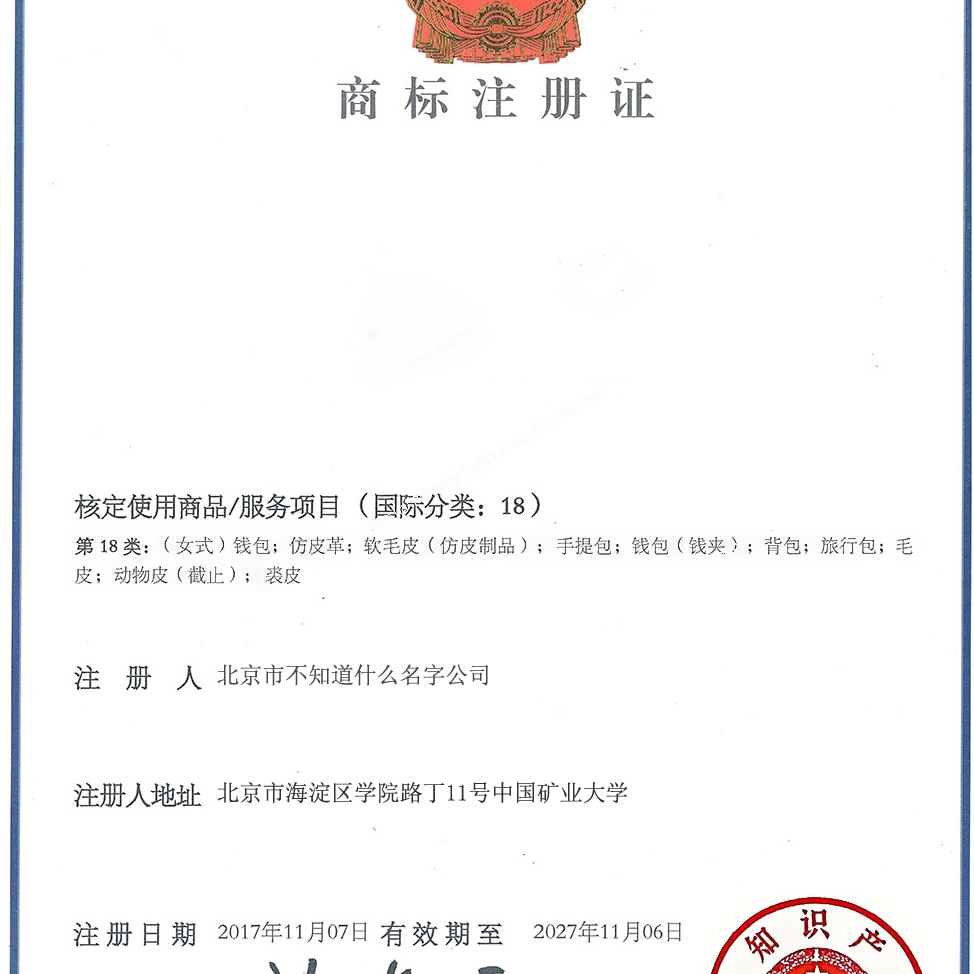 商标注册证
核定使用商品/服务项目（国际分类：18）
第 18 类：（女式）钱包；仿皮革；软毛皮（仿皮制品）；手提包；钱包（钱夹）；背包；旅行包；毛
皮；动物皮（截止）；裘皮
注 册 人 北京市不知道什么名字公司
注册人地址 北京市海淀区学院路丁11号中国矿业大学
注册日期 2017年11月07日 有效期至 2027年11月06日
知识产